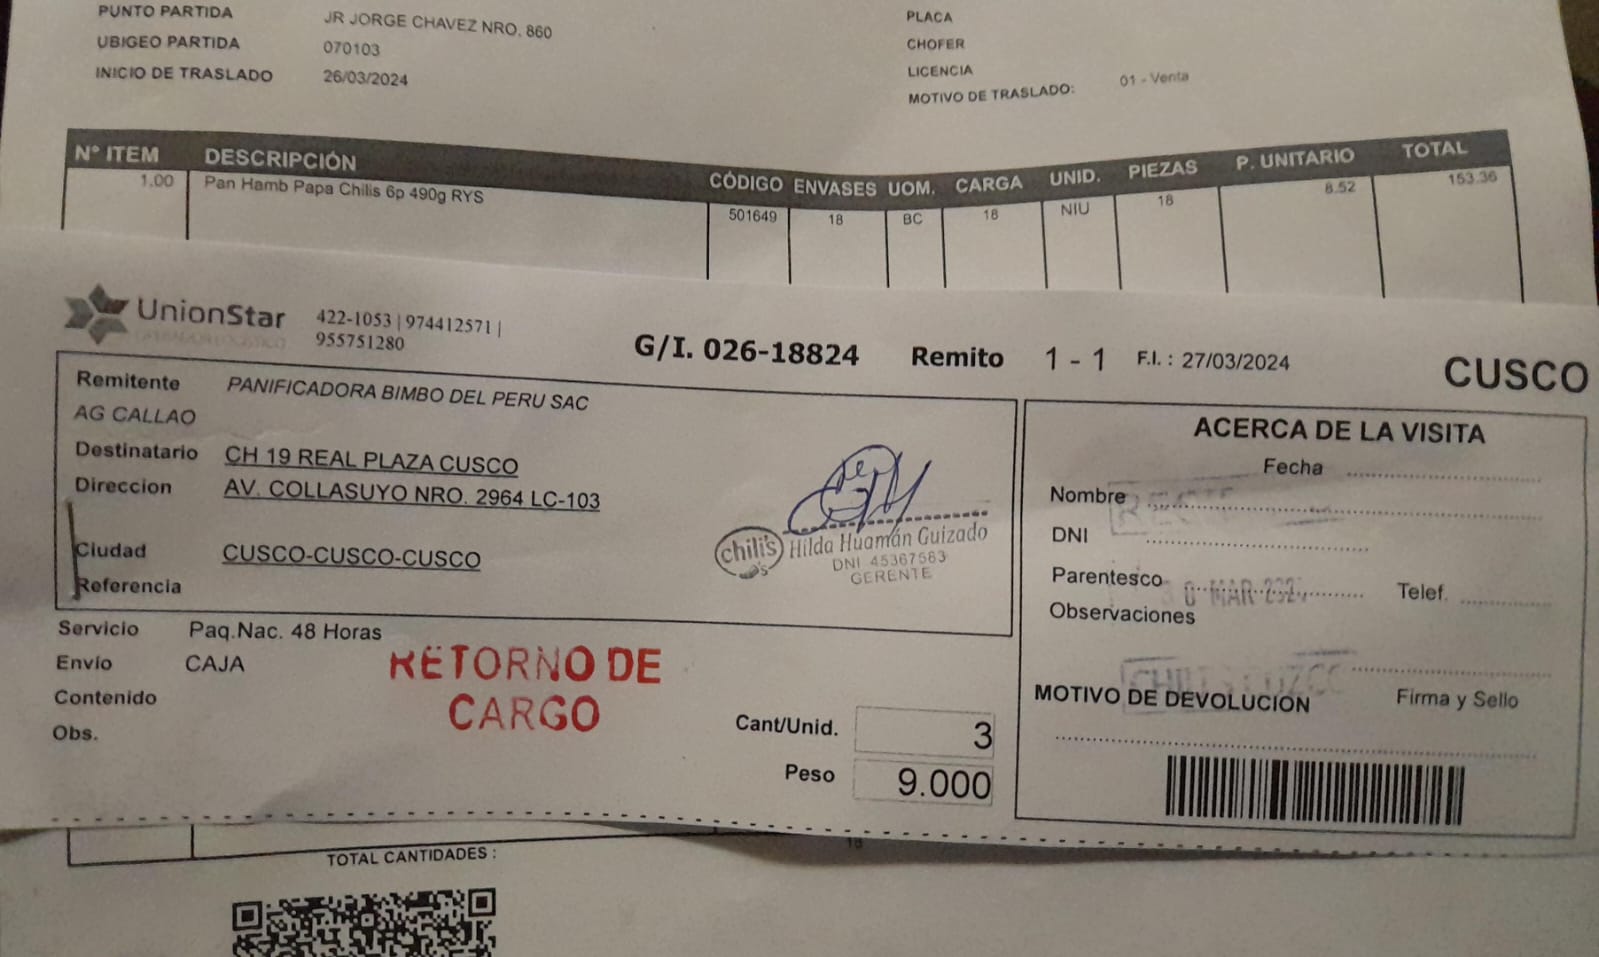 PUNTO PARTIDA JR JORGE CHAVEZ NRO. 860
UBIGEO PARTIDA 070103
INICIO DE TRASLADO 26/03/2024
PLACA
CHOFER
LICENCIA
MOTIVO DE TRASLADO: 01 - Venta
N° ITEM DESCRIPCIÓN CÓDIGO ENVASES UOM. CARGA UNID. PIEZAS P. UNITARIO TOTAL
1.00 Pan Hamb Papa Chilis 6p 490g RYS 501649 18 BC 18 NIU 18 8.52 153.36
UnionStar 422-1053 | 974412571 |
OPERADOR LOGÍSTICO 955751280
G/I. 026-18824 Remito 1 - 1 F.I. : 27/03/2024 CUSCO
Remitente PANIFICADORA BIMBO DEL PERU SAC
AG CALLAO
Destinatario CH 19 REAL PLAZA CUSCO
Direccion AV. COLLASUYO NRO. 2964 LC-103
Ciudad CUSCO-CUSCO-CUSCO
Referencia
chili's Hilda Huamán Guizado
DNI 45367583
GERENTE
Servicio Paq.Nac. 48 Horas
Envío CAJA
Contenido
Obs.
RETORNO DE
CARGO
Cant/Unid. 3
Peso 9.000
ACERCA DE LA VISITA
Fecha
Nombre
DNI
Parentesco Telef.
MAR
Observaciones
MOTIVO DE DEVOLUCION Firma y Sello
TOTAL CANTIDADES : 18